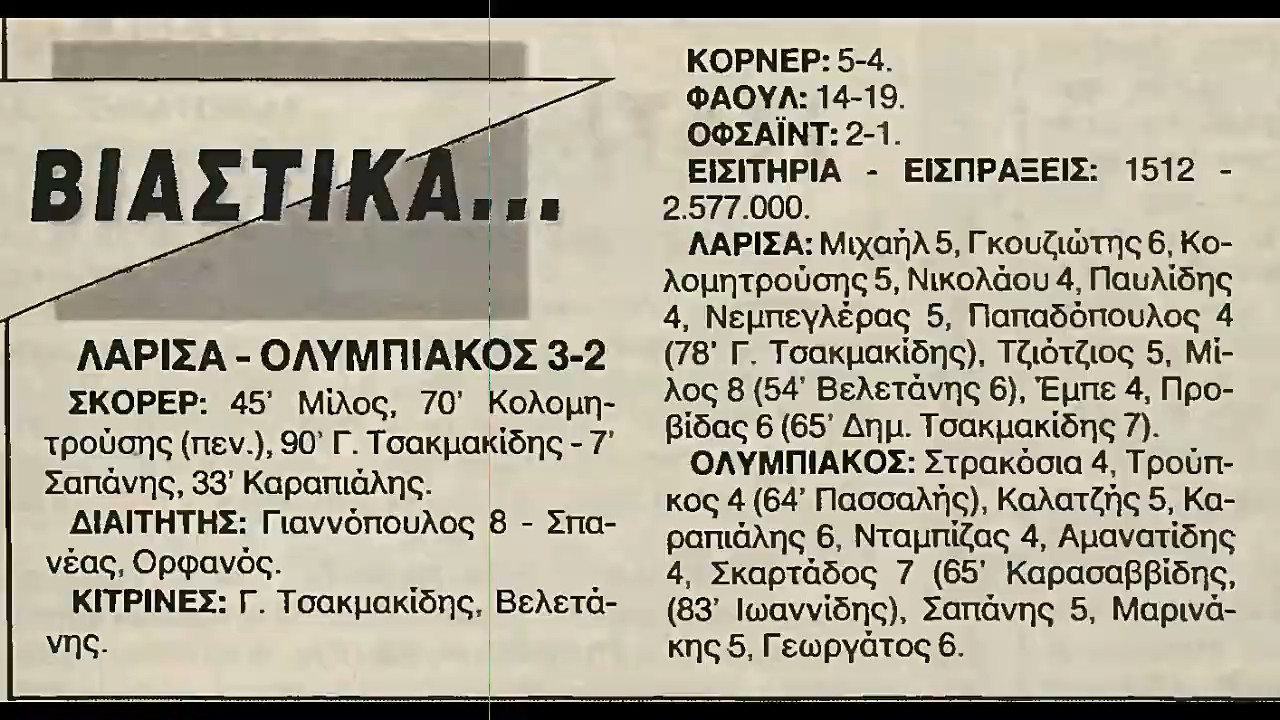 ΒΙΑΣΤΙΚΑ...
ΛΑΡΙΣΑ - ΟΛΥΜΠΙΑΚΟΣ 3-2
ΣΚΟΡΕΡ: 45' Μίλος, 70' Κολομη-
τρούσης (πεν.), 90' Γ. Τσακμακίδης - 7'
Σαπάνης, 33' Καραπιάλης.
ΔΙΑΙΤΗΤΗΣ: Γιαννόπουλος 8 - Σπα-
νέας, Ορφανός.
ΚΙΤΡΙΝΕΣ: Γ. Τσακμακίδης, Βελετά-
νης.
ΚΟΡΝΕΡ: 5-4.
ΦΑΟΥΛ: 14-19.
ΟΦΣΑΪΝΤ: 2-1.
ΕΙΣΙΤΗΡΙΑ - ΕΙΣΠΡΑΞΕΙΣ: 1512 -
2.577.000.
ΛΑΡΙΣΑ: Μιχαήλ 5, Γκουζιώτης 6, Κο-
λομητρούσης 5, Νικολάου 4, Παυλίδης
4, Νεμπεγλέρας 5, Παπαδόπουλος 4
(78' Γ. Τσακμακίδης), Τζιότζιος 5, Μί-
λος 8 (54' Βελετάνης 6), Έμπε 4, Προ-
βίδας 6 (65' Δημ. Τσακμακίδης 7).
ΟΛΥΜΠΙΑΚΟΣ: Στρακόσια 4, Τρούπ-
κος 4 (64' Πασσαλής), Καλατζής 5, Κα-
ραπιάλης 6, Νταμπίζας 4, Αμανατίδης
4, Σκαρτάδος 7 (65' Καρασαββίδης,
(83' Ιωαννίδης), Σαπάνης 5, Μαρινά-
κης 5, Γεωργάτος 6.